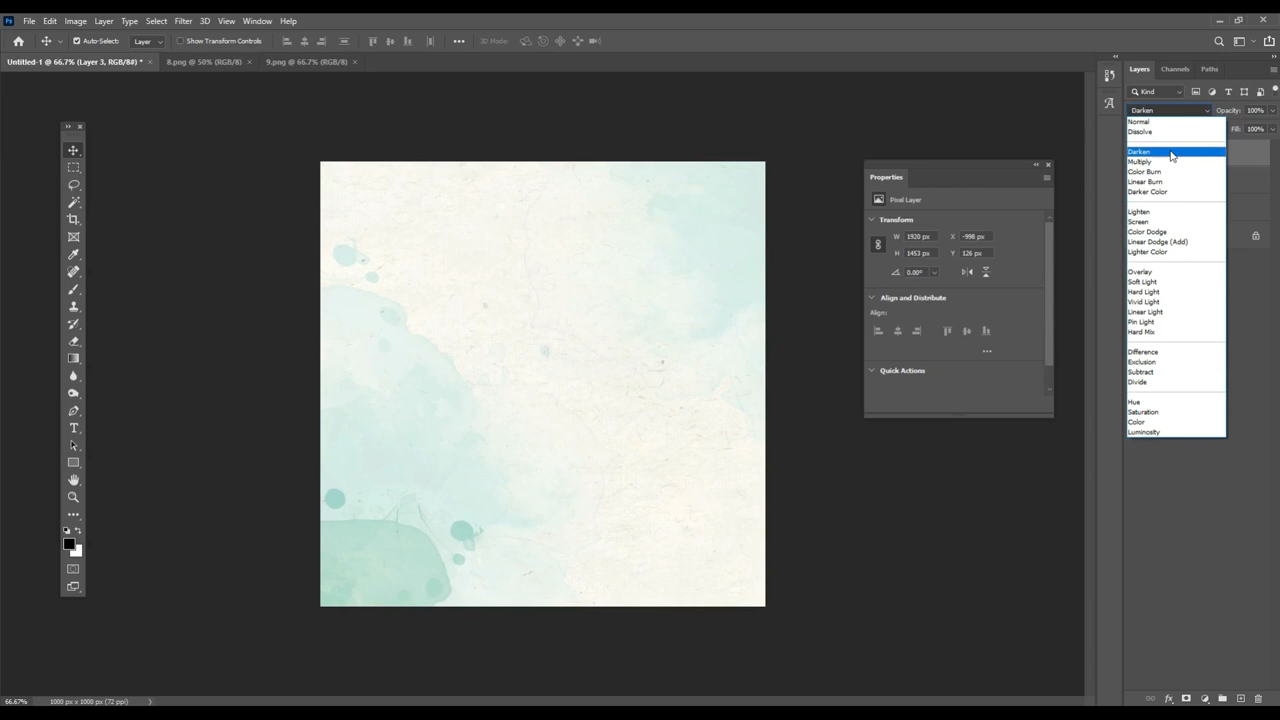 Ps File Edit Image Layer Type Select Filter 3D View Window Help
Auto-Select: Layer Show Transform Controls 3D Mode:
Untitled-1 @ 66.7% (Layer 3, RGB/8#) * 8.png @ 50% (RGB/8) 9.png @ 66.7% (RGB/8)
Layers Channels Paths
Kind
Darken Opacity: 100%
Fill: 100%
Normal
Dissolve
Darken
Multiply
Color Burn
Linear Burn
Darker Color
Lighten
Screen
Color Dodge
Linear Dodge (Add)
Lighter Color
Overlay
Soft Light
Hard Light
Vivid Light
Linear Light
Pin Light
Hard Mix
Difference
Exclusion
Subtract
Divide
Hue
Saturation
Color
Luminosity
Properties
Pixel Layer
Transform
W 1920 px X -998 px
H 1453 px Y 126 px
0.00°
Align and Distribute
Align:
Quick Actions
66.67% 1000 px x 1000 px (72 ppi)